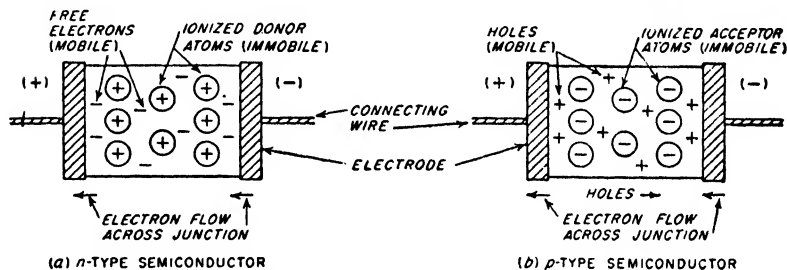 FREE
ELECTRONS
(MOBILE)
IONIZED DONOR
ATOMS (IMMOBILE)
(+)
(-)
CONNECTING
WIRE
ELECTRODE
ELECTRON FLOW
ACROSS JUNCTION
(a) n-TYPE SEMICONDUCTOR
HOLES
(MOBILE)
IONIZED ACCEPTOR
ATOMS (IMMOBILE)
(+)
(-)
HOLES
ELECTRON FLOW
ACROSS JUNCTION
(b) p-TYPE SEMICONDUCTOR